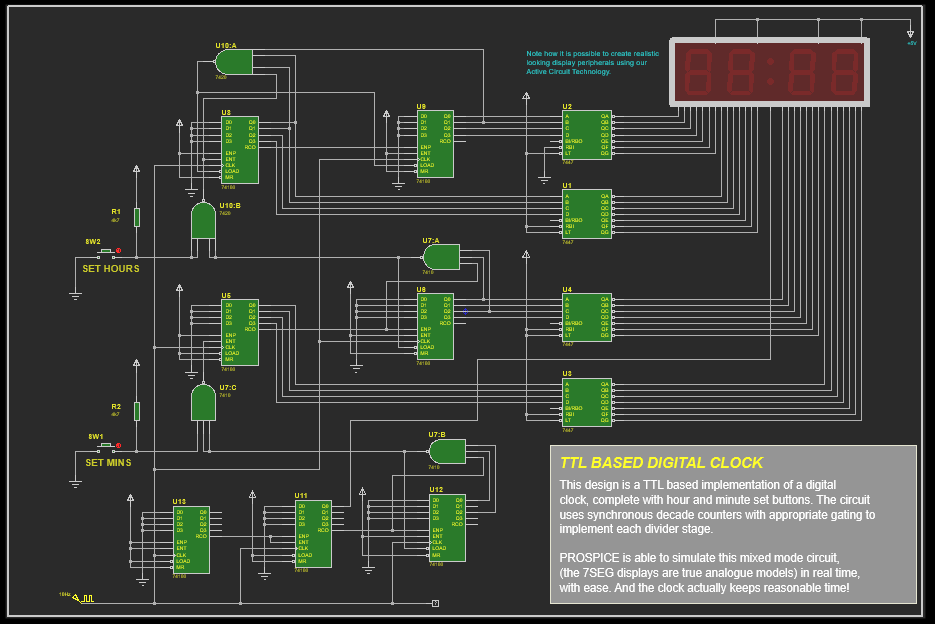 U10:A
7420
Note how it is possible to create realistic
looking display peripherals using our
Active Circuit Technology.
+5V
U8
D0 Q0
D1 Q1
D2 Q2
D3 Q3
RCO
ENP
ENT
CLK
LOAD
MR
74160
U9
D0 Q0
D1 Q1
D2 Q2
D3 Q3
RCO
ENP
ENT
CLK
LOAD
MR
74160
U2
A QA
B QB
C QC
D QD
BI/RBO QE
RBI QF
LT QG
7447
U1
A QA
B QB
C QC
D QD
BI/RBO QE
RBI QF
LT QG
7447
R1
4k7
U10:B
7420
SW2
SET HOURS
U7:A
7410
U5
D0 Q0
D1 Q1
D2 Q2
D3 Q3
RCO
ENP
ENT
CLK
LOAD
MR
74160
U6
D0 Q0
D1 Q1
D2 Q2
D3 Q3
RCO
ENP
ENT
CLK
LOAD
MR
74160
U4
A QA
B QB
C QC
D QD
BI/RBO QE
RBI QF
LT QG
7447
U3
A QA
B QB
C QC
D QD
BI/RBO QE
RBI QF
LT QG
7447
R2
4k7
U7:C
7410
SW1
SET MINS
U7:B
7410
U13
D0 Q0
D1 Q1
D2 Q2
D3 Q3
RCO
ENP
ENT
CLK
LOAD
MR
74160
U11
D0 Q0
D1 Q1
D2 Q2
D3 Q3
RCO
ENP
ENT
CLK
LOAD
MR
74160
U12
D0 Q0
D1 Q1
D2 Q2
D3 Q3
RCO
ENP
ENT
CLK
LOAD
MR
74160
10Hz
?
TTL BASED DIGITAL CLOCK
This design is a TTL based implementation of a digital
clock, complete with hour and minute set buttons. The circuit
uses synchronous decade counters with appropriate gating to
implement each divider stage.
PROSPICE is able to simulate this mixed mode circuit,
(the 7SEG displays are true analogue models) in real time,
with ease. And the clock actually keeps reasonable time!